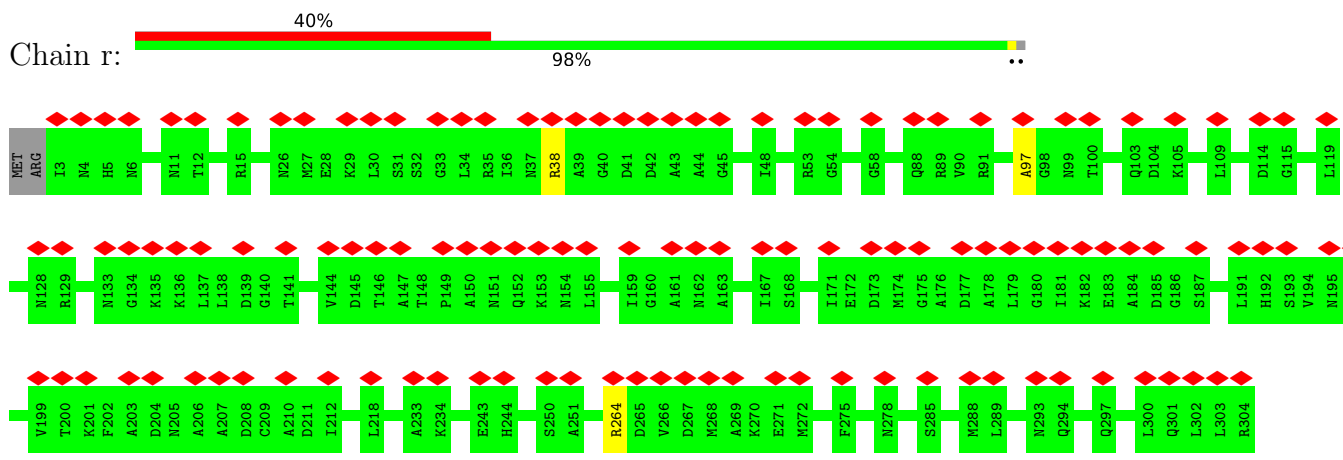 40%
Chain r:
98%
••
MET ARG I3 N4 H5 N6 N11 T12 R15 N26 M27 E28 K29 L30 S31 S32 G33 L34 R35 I36 N37 R38 A39 G40 D41 D42 A43 A44 G45 I48 R53 G54 G58 Q88 R89 V90 R91 A97 G98 N99 T100 Q103 D104 K105 L109 D114 G115 L119
N128 R129 N133 G134 K135 K136 L137 L138 D139 G140 T141 V144 D145 T146 A147 T148 P149 A150 N151 Q152 K153 N154 L155 I159 G160 A161 N162 A163 I167 S168 I171 E172 D173 M174 G175 A176 D177 A178 L179 G180 I181 K182 E183 A184 D185 G186 S187 L191 H192 S193 V194 N195
V199 T200 K201 F202 A203 D204 N205 A206 A207 D208 C209 A210 D211 I212 L218 A233 K234 E243 H244 S250 A251 R264 D265 V266 D267 M268 A269 K270 E271 M272 F275 N278 S285 M288 L289 N293 Q294 Q297 L300 Q301 L302 L303 R304